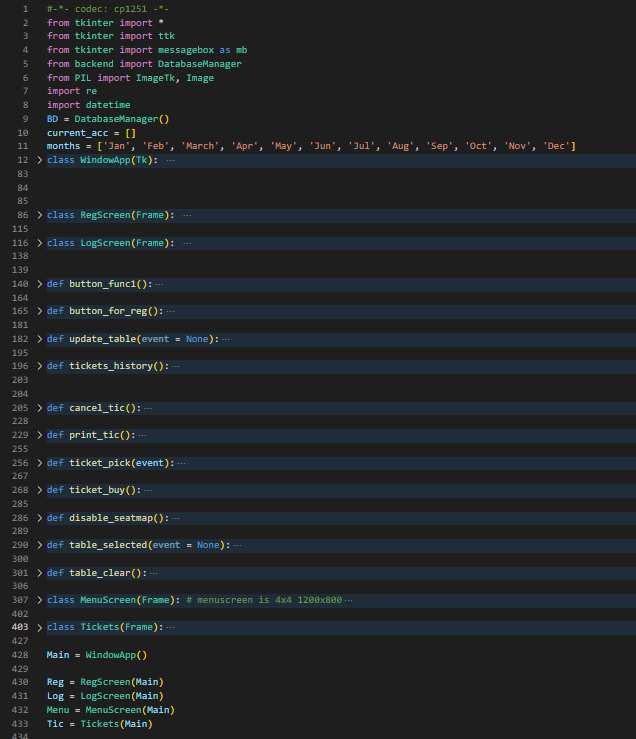 1 #-*- codec: cp1251 -*-
2 from tkinter import *
3 from tkinter import ttk
4 from tkinter import messagebox as mb
5 from backend import DatabaseManager
6 from PIL import ImageTk, Image
7 import re
8 import datetime
9 BD = DatabaseManager()
10 current_acc = []
11 months = ['Jan', 'Feb', 'March', 'Apr', 'May', 'Jun', 'Jul', 'Aug', 'Sep', 'Oct', 'Nov', 'Dec']
12 > class WindowApp(Tk): ···
83
84
85
86 > class RegScreen(Frame): ···
115
116 > class LogScreen(Frame): ···
138
139
140 > def button_func1(): ···
164
165 > def button_for_reg(): ···
181
182 > def update_table(event = None): ···
195
196 > def tickets_history(): ···
203
204
205 > def cancel_tic(): ···
228
229 > def print_tic(): ···
255
256 > def ticket_pick(event): ···
267
268 > def ticket_buy(): ···
285
286 > def disable_seatmap(): ···
289
290 > def table_selected(event = None): ···
300
301 > def table_clear(): ···
306
307 > class MenuScreen(Frame): # menuscreen is 4x4 1200x800 ···
402
403 > class Tickets(Frame): ···
427
428 Main = WindowApp()
429
430 Reg = RegScreen(Main)
431 Log = LogScreen(Main)
432 Menu = MenuScreen(Main)
433 Tic = Tickets(Main)
434